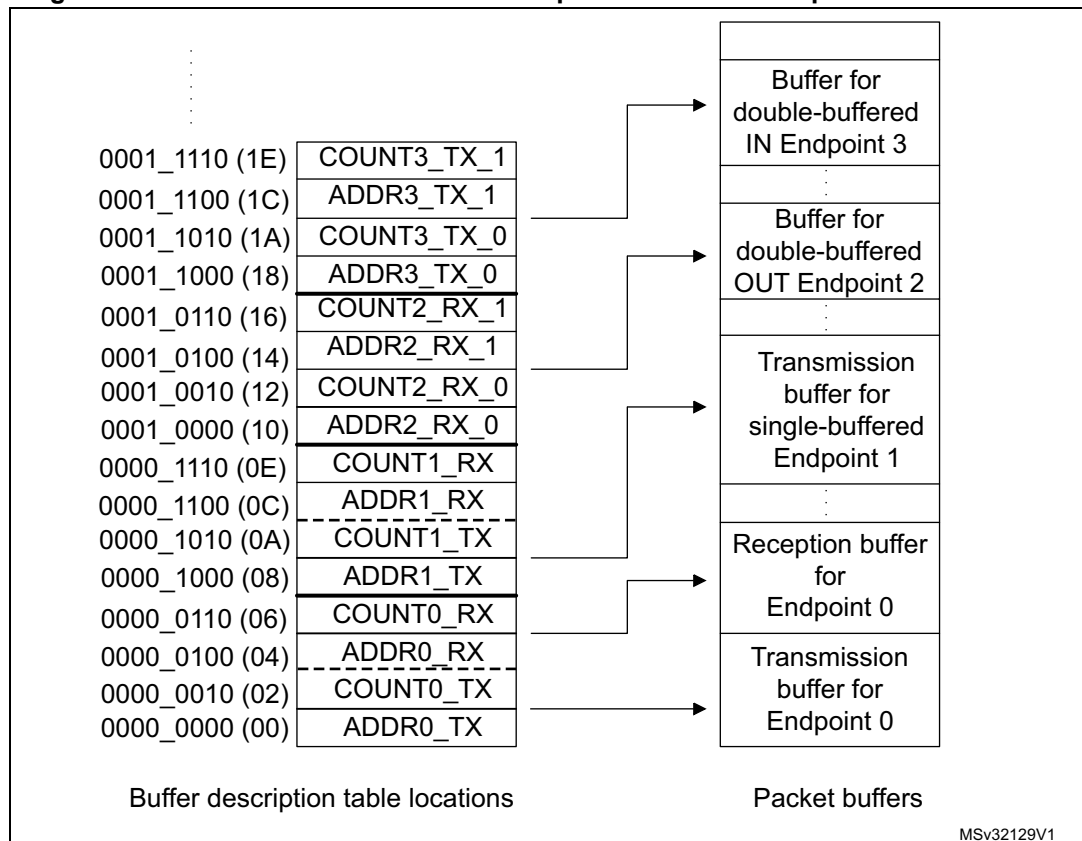 0001_1110 (1E) COUNT3_TX_1
0001_1100 (1C) ADDR3_TX_1
0001_1010 (1A) COUNT3_TX_0
0001_1000 (18) ADDR3_TX_0
0001_0110 (16) COUNT2_RX_1
0001_0100 (14) ADDR2_RX_1
0001_0010 (12) COUNT2_RX_0
0001_0000 (10) ADDR2_RX_0
0000_1110 (0E) COUNT1_RX
0000_1100 (0C) ADDR1_RX
0000_1010 (0A) COUNT1_TX
0000_1000 (08) ADDR1_TX
0000_0110 (06) COUNT0_RX
0000_0100 (04) ADDR0_RX
0000_0010 (02) COUNT0_TX
0000_0000 (00) ADDR0_TX
Buffer description table locations
Buffer for
double-buffered
IN Endpoint 3
Buffer for
double-buffered
OUT Endpoint 2
Transmission
buffer for
single-buffered
Endpoint 1
Reception buffer
for
Endpoint 0
Transmission
buffer for
Endpoint 0
Packet buffers
MSv32129V1